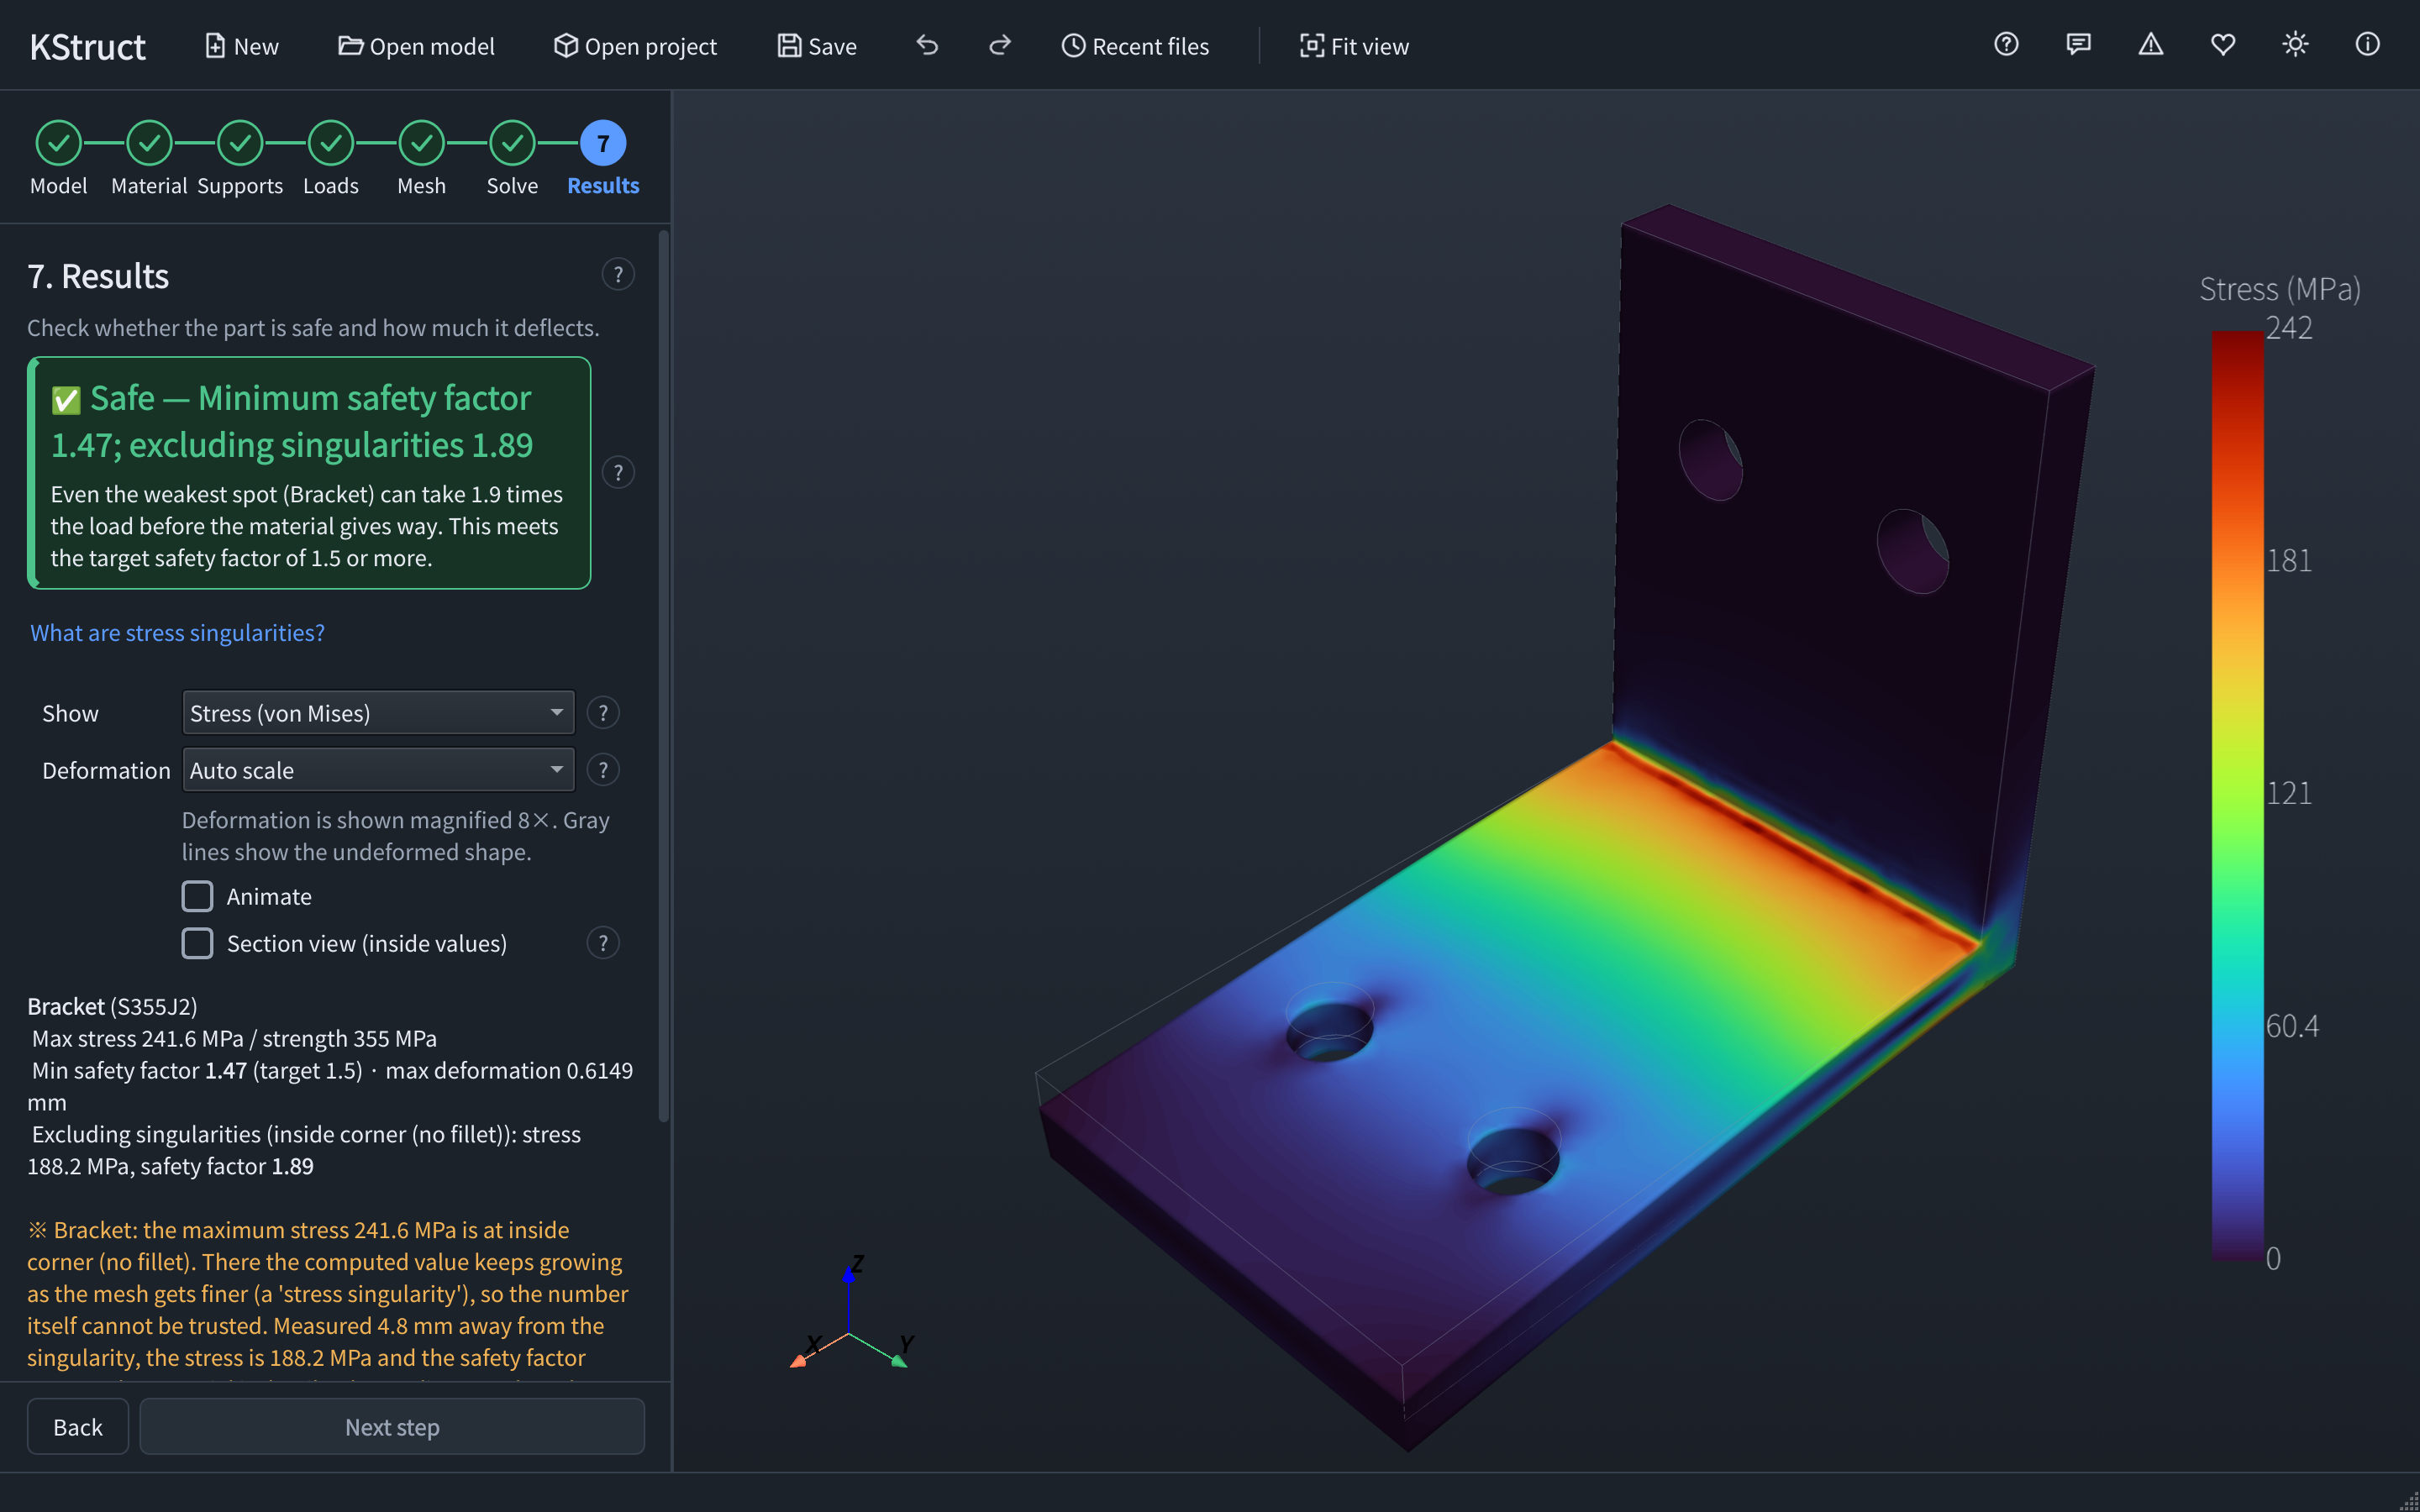 KStruct
New
Open model
Open project
Save
Recent files
Fit view
Model
Material
Supports
Loads
Mesh
Solve
7
Results
7. Results
?
Check whether the part is safe and how much it deflects.
✅ Safe — Minimum safety factor
1.47; excluding singularities 1.89
Even the weakest spot (Bracket) can take 1.9 times
the load before the material gives way. This meets
the target safety factor of 1.5 or more.
?
What are stress singularities?
Show
Stress (von Mises)
?
Deformation
Auto scale
?
Deformation is shown magnified 8×. Gray
lines show the undeformed shape.
Animate
Section view (inside values)
?
Bracket (S355J2)
Max stress 241.6 MPa / strength 355 MPa
Min safety factor 1.47 (target 1.5) · max deformation 0.6149
mm
Excluding singularities (inside corner (no fillet)): stress
188.2 MPa, safety factor 1.89
※ Bracket: the maximum stress 241.6 MPa is at inside
corner (no fillet). There the computed value keeps growing
as the mesh gets finer (a 'stress singularity'), so the number
itself cannot be trusted. Measured 4.8 mm away from the
singularity, the stress is 188.2 MPa and the safety factor
Back
Next step
Stress (MPa)
242
181
121
60.4
0
Z
X
Y